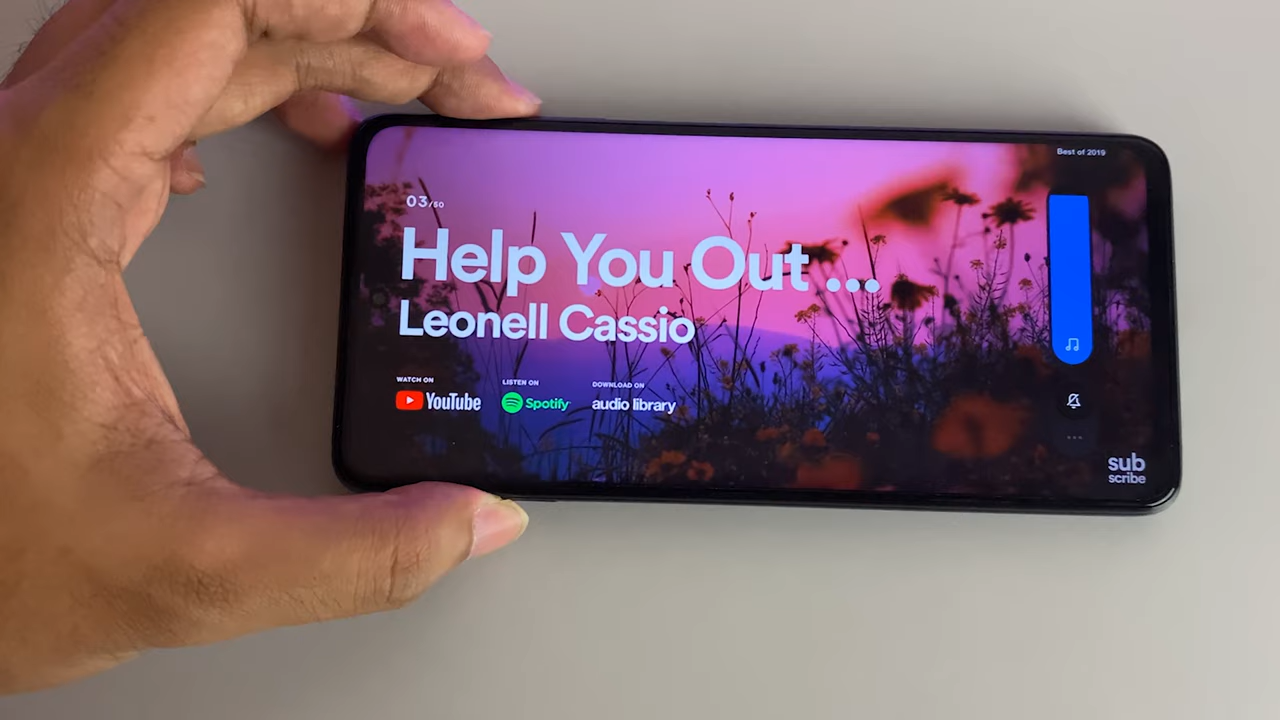 Best of 2019
03/50
Help You Out ...
Leonell Cassio
WATCH ON
YouTube
LISTEN ON
Spotify
DOWNLOAD ON
audio library
sub
scribe